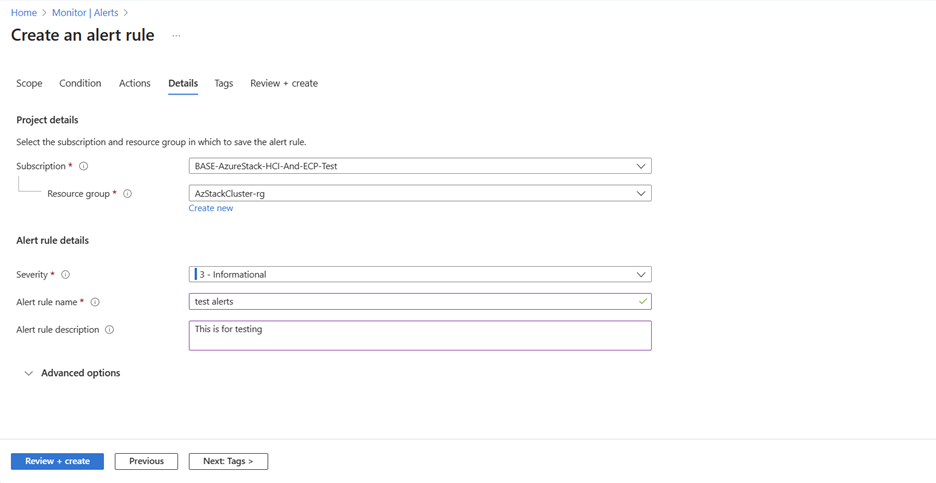 Home > Monitor | Alerts >
Create an alert rule ...
Scope Condition Actions Details Tags Review + create
Project details
Select the subscription and resource group in which to save the alert rule.
Subscription * BASE-AzureStack-HCI-And-ECP-Test
Resource group * AzStackCluster-rg
Create new
Alert rule details
Severity * 3 - Informational
Alert rule name * test alerts
Alert rule description This is for testing
Advanced options
Review + create Previous Next: Tags >